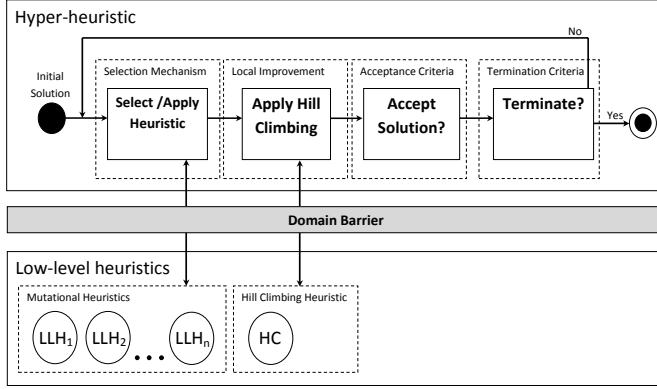 Hyper-heuristic
No
Initial
Solution
Selection Mechanism
Local Improvement
Acceptance Criteria
Termination Criteria
Select /Apply
Heuristic
Apply Hill
Climbing
Accept
Solution?
Terminate?
Yes
Domain Barrier
Low-level heuristics
Mutational Heuristics
Hill Climbing Heuristic
LLH₁
LLH₂
...
LLHₙ
HC